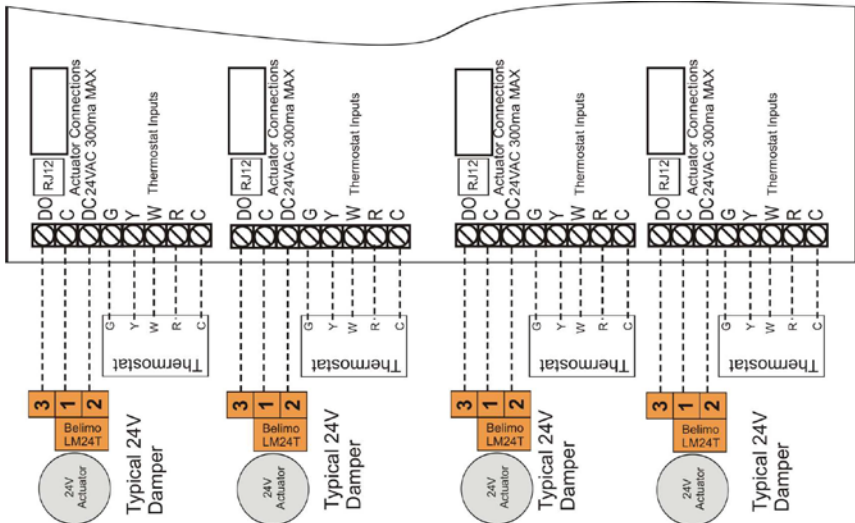 RJ12
Actuator Connections
24VAC 300ma MAX
Thermostat Inputs
DO
C
DC
G
Y
W
R
C
G
Y
W
R
C
Thermostat
3
1
2
Belimo
LM24T
24V
Actuator
Typical 24V
Damper
RJ12
Actuator Connections
24VAC 300ma MAX
Thermostat Inputs
DO
C
DC
G
Y
W
R
C
G
Y
W
R
C
Thermostat
3
1
2
Belimo
LM24T
24V
Actuator
Typical 24V
Damper
RJ12
Actuator Connections
24VAC 300ma MAX
Thermostat Inputs
DO
C
DC
G
Y
W
R
C
G
Y
W
R
C
Thermostat
3
1
2
Belimo
LM24T
24V
Actuator
Typical 24V
Damper
RJ12
Actuator Connections
24VAC 300ma MAX
Thermostat Inputs
DO
C
DC
G
Y
W
R
C
G
Y
W
R
C
Thermostat
3
1
2
Belimo
LM24T
24V
Actuator
Typical 24V
Damper